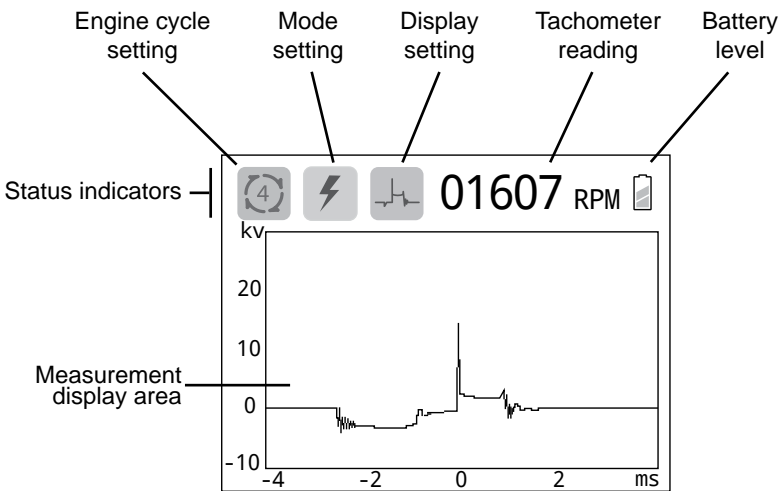 Engine cycle
setting
Mode
setting
Display
setting
Tachometer
reading
Battery
level
Status indicators
4
01607 RPM
kv
20
10
Measurement
display area
0
-10
-4 -2 0 2 ms